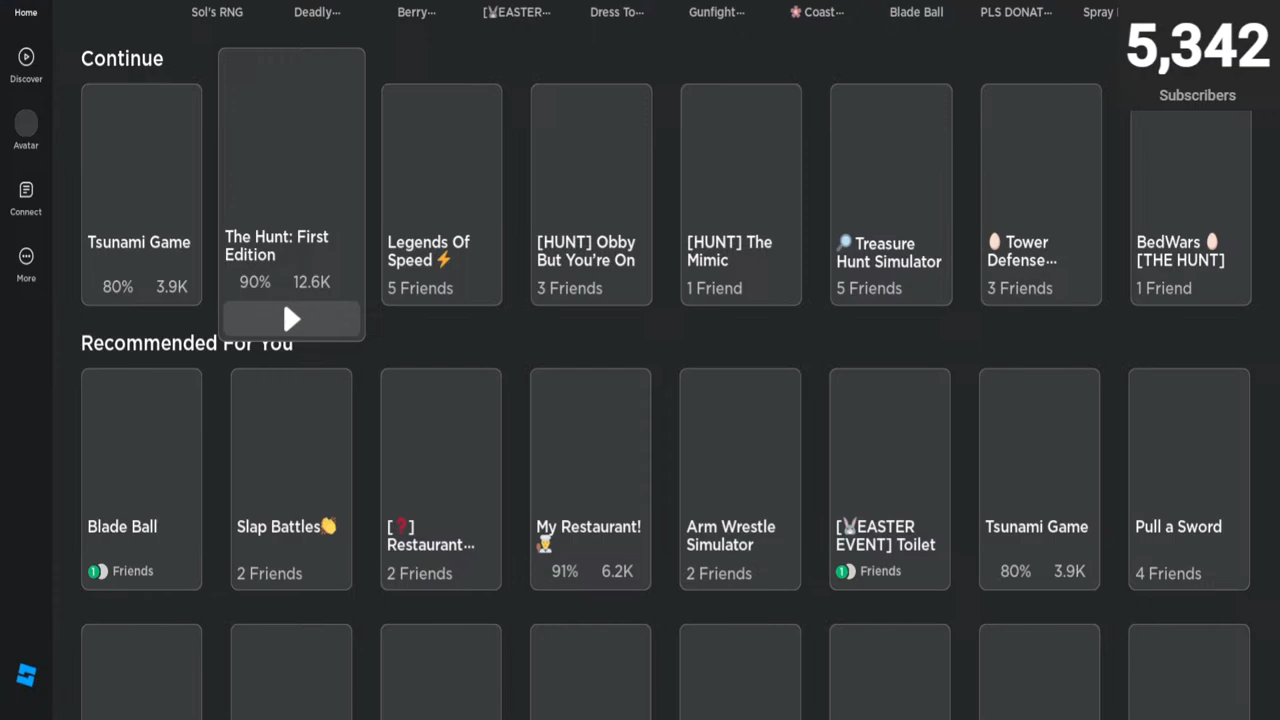 Home
Sol's RNG
Deadly···
Berry···
[🐰EASTER···
Dress To···
Gunfight···
🌸 Coast···
Blade Ball
PLS DONAT···
Spray
5,342
Subscribers
Discover
Avatar
Connect
More
Continue
Tsunami Game
80% 3.9K
The Hunt: First
Edition
90% 12.6K
Legends Of
Speed ⚡
5 Friends
[HUNT] Obby
But You're On
3 Friends
[HUNT] The
Mimic
1 Friend
🔎 Treasure
Hunt Simulator
5 Friends
🥚 Tower
Defense···
3 Friends
BedWars 🥚
[THE HUNT]
1 Friend
Recommended For You
Blade Ball
1 Friends
Slap Battles👏
2 Friends
[❓]
Restaurant···
2 Friends
My Restaurant!
👩‍🍳
91% 6.2K
Arm Wrestle
Simulator
2 Friends
[🐰EASTER
EVENT] Toilet
1 Friends
Tsunami Game
80% 3.9K
Pull a Sword
4 Friends